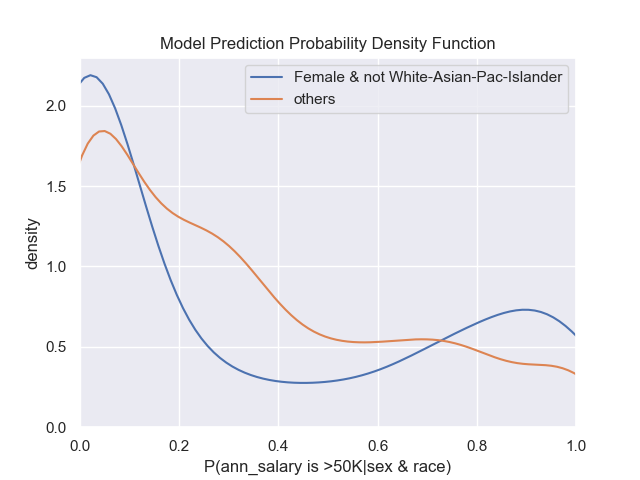 Model Prediction Probability Density Function
Female & not White-Asian-Pac-Islander
others
density
2.0
1.5
1.0
0.5
0.0
0.0 0.2 0.4 0.6 0.8 1.0
P(ann_salary is >50K|sex & race)